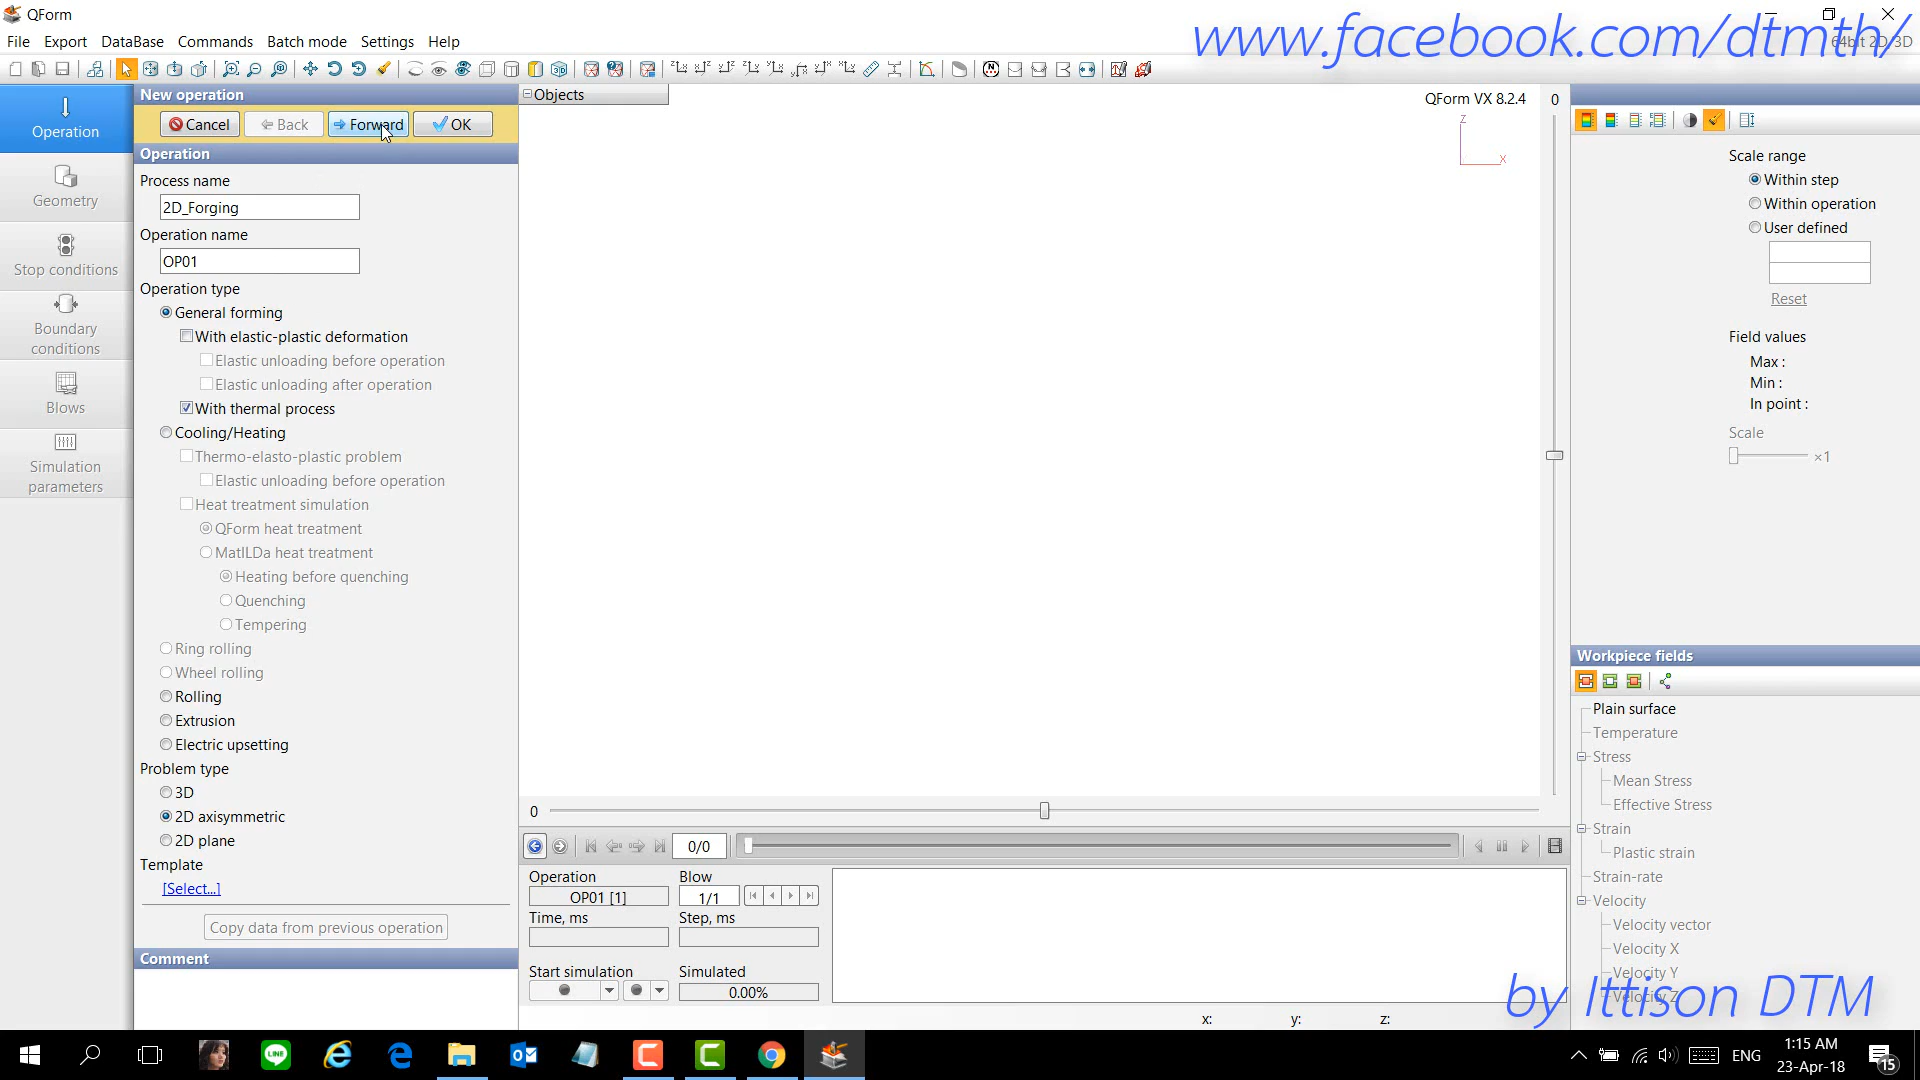 QForm
www.facebook.com/dtmth/
File Export DataBase Commands Batch mode Settings Help
64bit 2D/3D
New operation
Cancel Back Forward OK
Operation
Process name
2D_Forging
Operation name
OP01
Operation type
General forming
With elastic-plastic deformation
Elastic unloading before operation
Elastic unloading after operation
With thermal process
Cooling/Heating
Thermo-elasto-plastic problem
Elastic unloading before operation
Heat treatment simulation
QForm heat treatment
MatILDa heat treatment
Heating before quenching
Quenching
Tempering
Ring rolling
Wheel rolling
Rolling
Extrusion
Electric upsetting
Problem type
3D
2D axisymmetric
2D plane
Template
[Select...]
Copy data from previous operation
Comment
Operation
Geometry
Stop conditions
Boundary
conditions
Blows
Simulation
parameters
Objects
QForm VX 8.2.4
0
z
x
0
0/0
Operation
OP01 [1]
Blow
1/1
Time, ms
Step, ms
Start simulation
Simulated
0.00%
x: y: z:
Scale range
Within step
Within operation
User defined
Reset
Field values
Max :
Min :
In point :
Scale
×1
Workpiece fields
Plain surface
Temperature
Stress
Mean Stress
Effective Stress
Strain
Plastic strain
Strain-rate
Velocity
Velocity vector
Velocity X
Velocity Y
Velocity Z
by Ittison DTM
ENG
1:15 AM
23-Apr-18
15